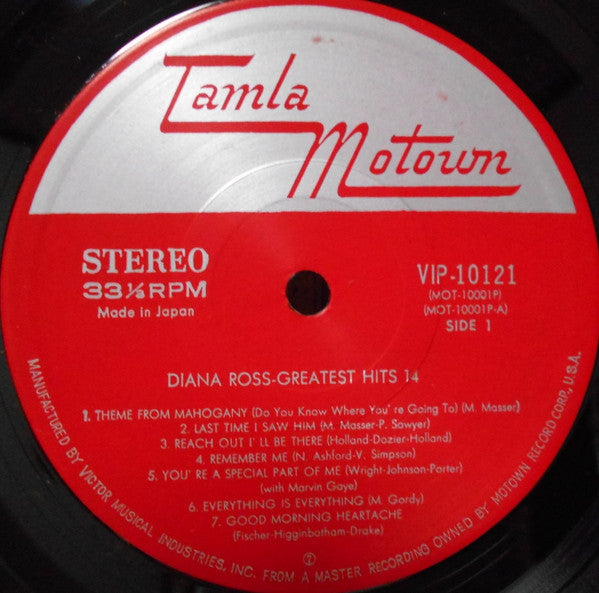 Tamla
Motown
STEREO
33⅓RPM
Made in Japan
VIP-10121
(MOT-10001P)
(MOT-10001P-A)
SIDE 1
DIANA ROSS-GREATEST HITS 14
1. THEME FROM MAHOGANY (Do You Know Where You're Going To) (M. Masser)
2. LAST TIME I SAW HIM (M. Masser-P. Sawyer)
3. REACH OUT I'LL BE THERE (Holland-Dozier-Holland)
4. REMEMBER ME (N. Ashford-V. Simpson)
5. YOU'RE A SPECIAL PART OF ME (Wright-Johnson-Porter)
(with Marvin Gaye)
6. EVERYTHING IS EVERYTHING (M. Gordy)
7. GOOD MORNING HEARTACHE
(Fischer-Higginbotham-Drake)
Ⓟ
MANUFACTURED BY VICTOR MUSICAL INDUSTRIES, INC. FROM A MASTER RECORDING OWNED BY MOTOWN RECORD CORP., U.S.A.